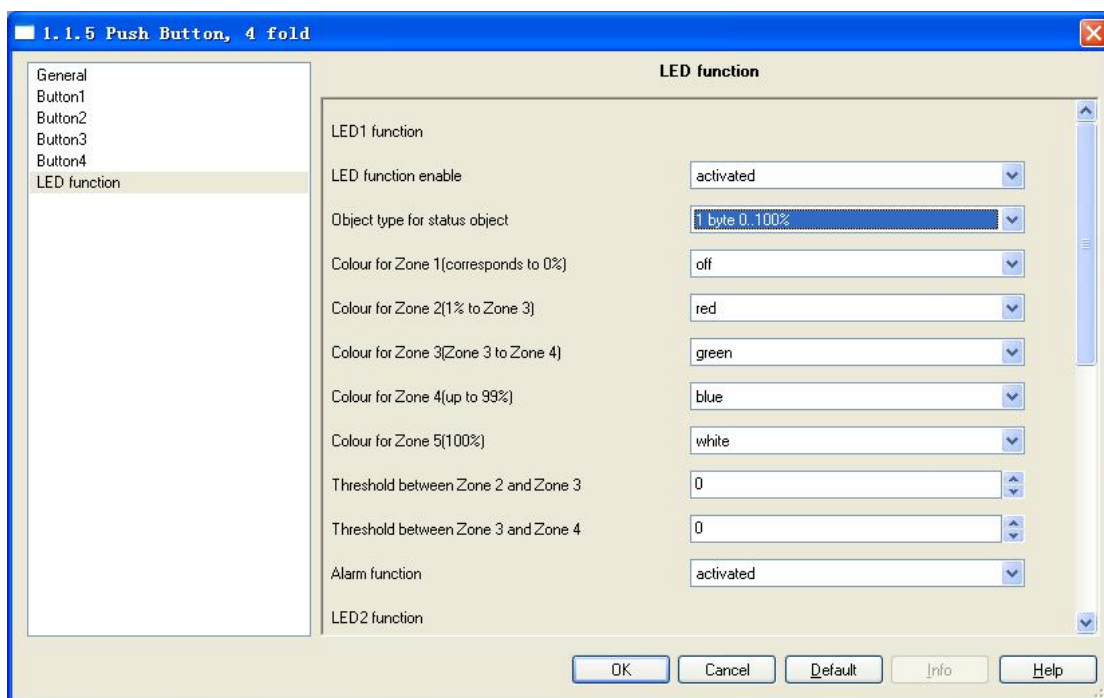 1.1.5 Push Button, 4 fold
General
Button1
Button2
Button3
Button4
LED function
LED function
LED1 function
LED function enable activated
Object type for status object 1 byte 0..100%
Colour for Zone 1(corresponds to 0%) off
Colour for Zone 2(1% to Zone 3) red
Colour for Zone 3(Zone 3 to Zone 4) green
Colour for Zone 4(up to 99%) blue
Colour for Zone 5(100%) white
Threshold between Zone 2 and Zone 3 0
Threshold between Zone 3 and Zone 4 0
Alarm function activated
LED2 function
OK Cancel Default Info Help